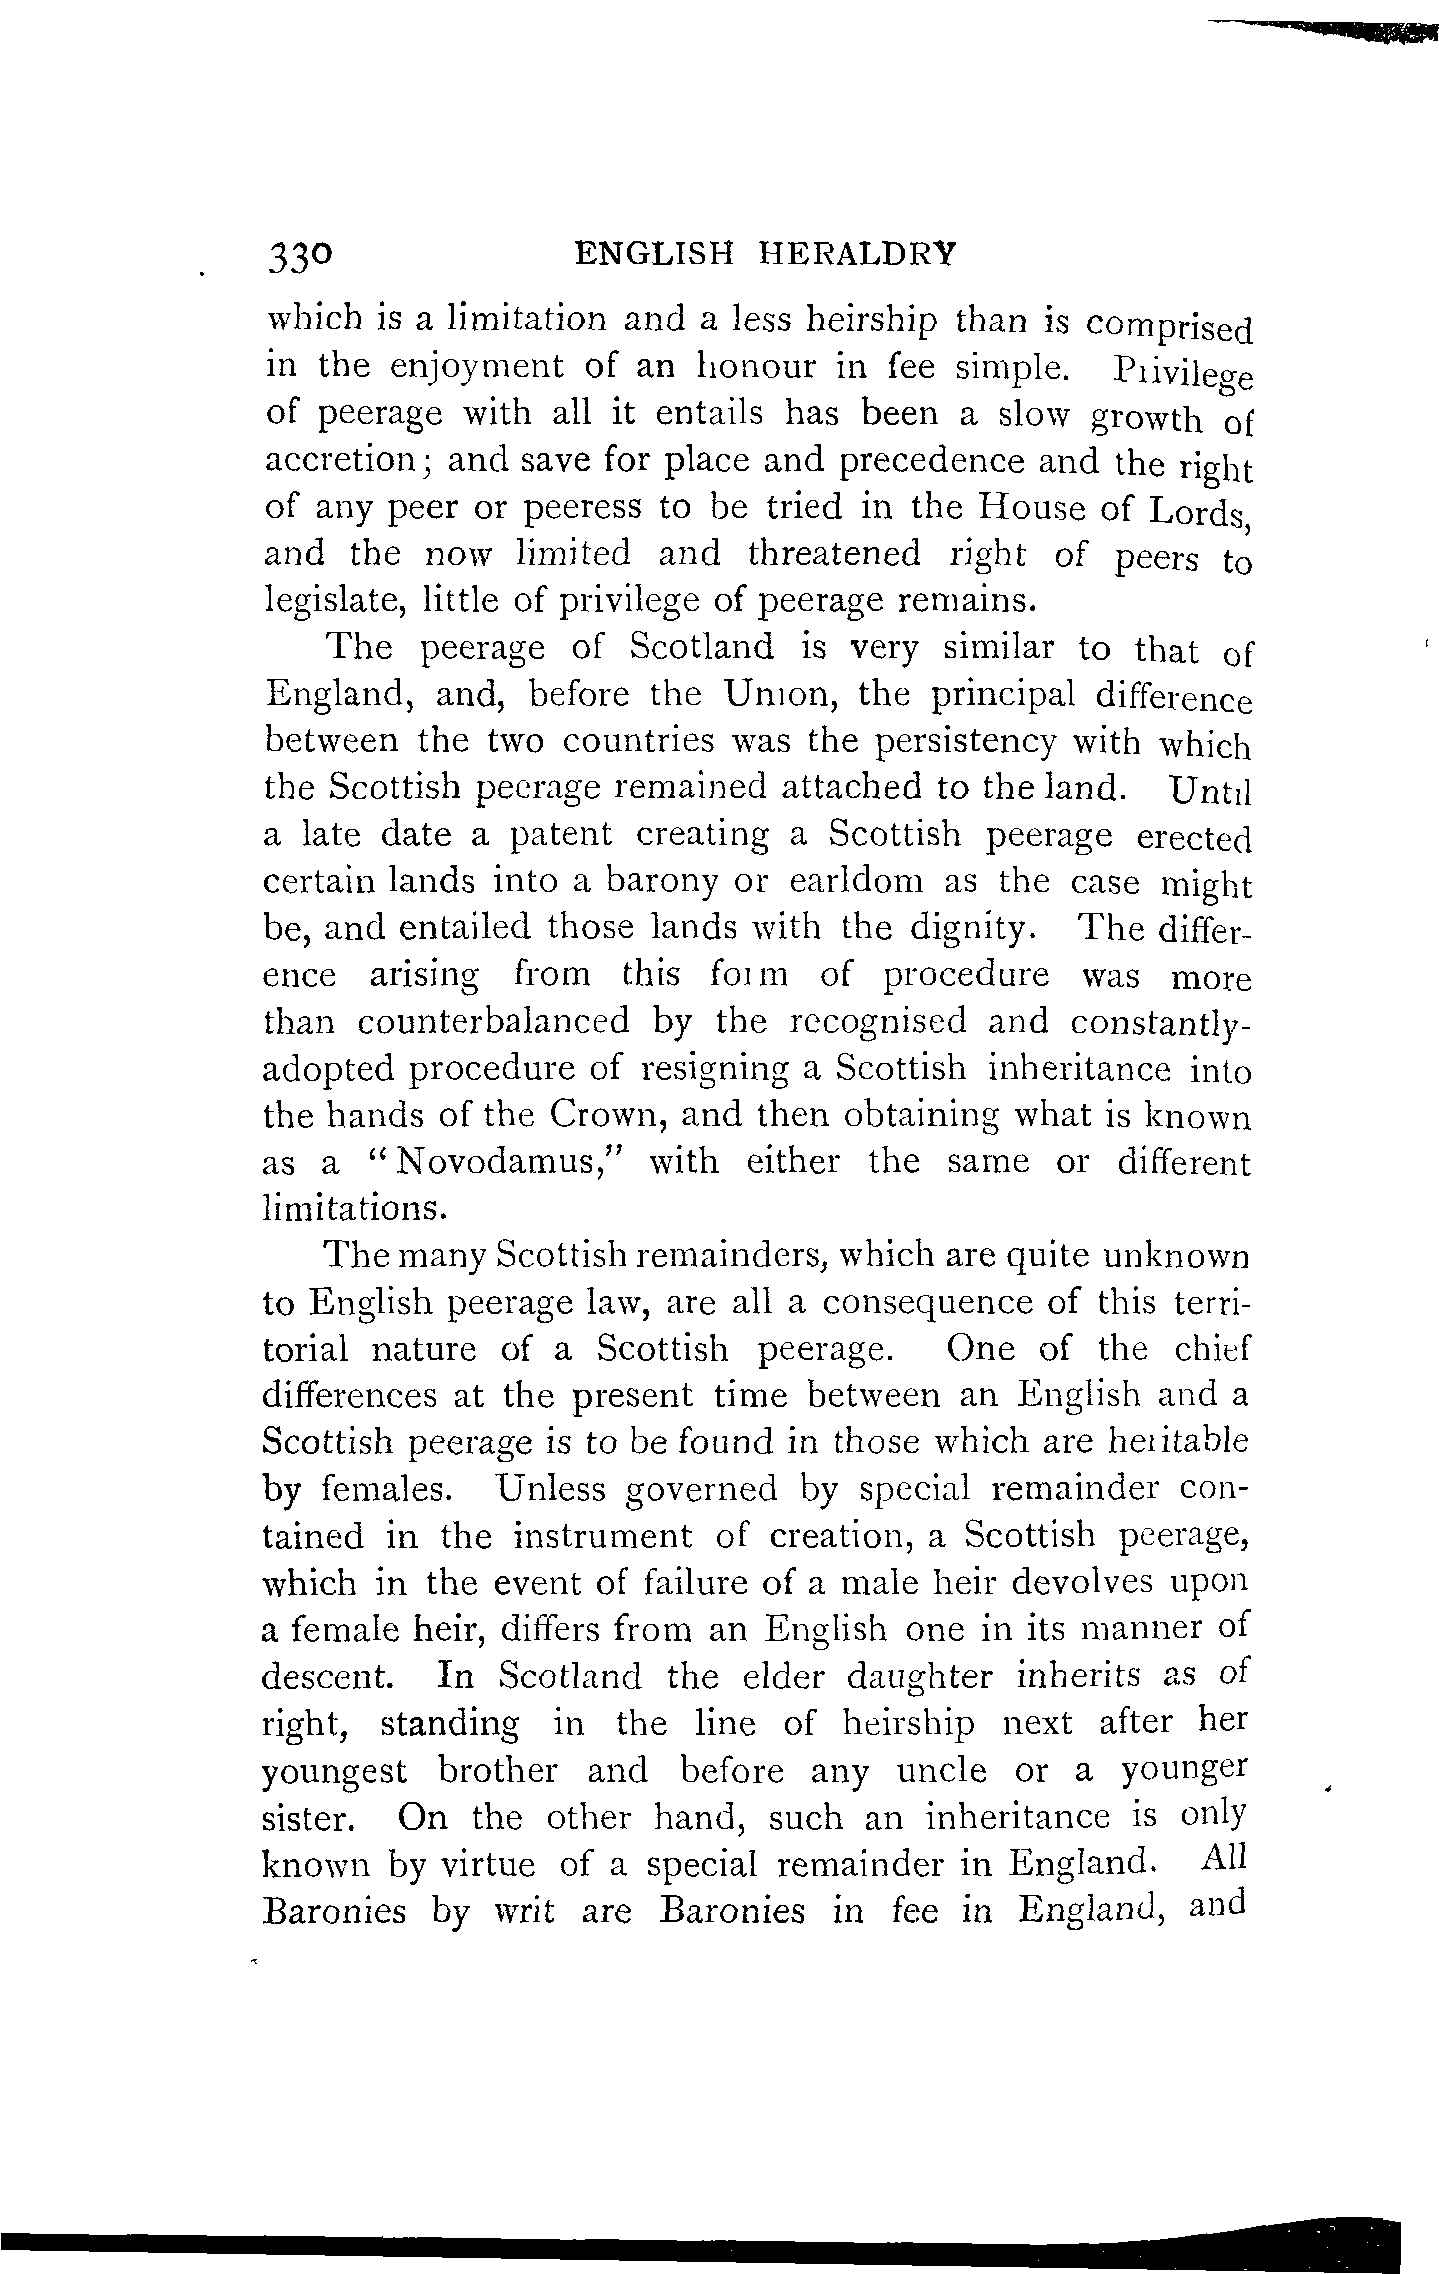 330 ENGLISH HERALDRY
which is a limitation and a less heirship than is comprised
in the enjoyment of an honour in fee simple. Privilege
of peerage with all it entails has been a slow growth of
accretion; and save for place and precedence and the right
of any peer or peeress to be tried in the House of Lords,
and the now limited and threatened right of peers to
legislate, little of privilege of peerage remains.
The peerage of Scotland is very similar to that of
England, and, before the Union, the principal difference
between the two countries was the persistency with which
the Scottish peerage remained attached to the land. Until
a late date a patent creating a Scottish peerage erected
certain lands into a barony or earldom as the case might
be, and entailed those lands with the dignity. The differ-
ence arising from this form of procedure was more
than counterbalanced by the recognised and constantly-
adopted procedure of resigning a Scottish inheritance into
the hands of the Crown, and then obtaining what is known
as a “Novodamus,” with either the same or different
limitations.
The many Scottish remainders, which are quite unknown
to English peerage law, are all a consequence of this terri-
torial nature of a Scottish peerage. One of the chief
differences at the present time between an English and a
Scottish peerage is to be found in those which are heritable
by females. Unless governed by special remainder con-
tained in the instrument of creation, a Scottish peerage,
which in the event of failure of a male heir devolves upon
a female heir, differs from an English one in its manner of
descent. In Scotland the elder daughter inherits as of
right, standing in the line of heirship next after her
youngest brother and before any uncle or a younger
sister. On the other hand, such an inheritance is only
known by virtue of a special remainder in England. All
Baronies by writ are Baronies in fee in England, and